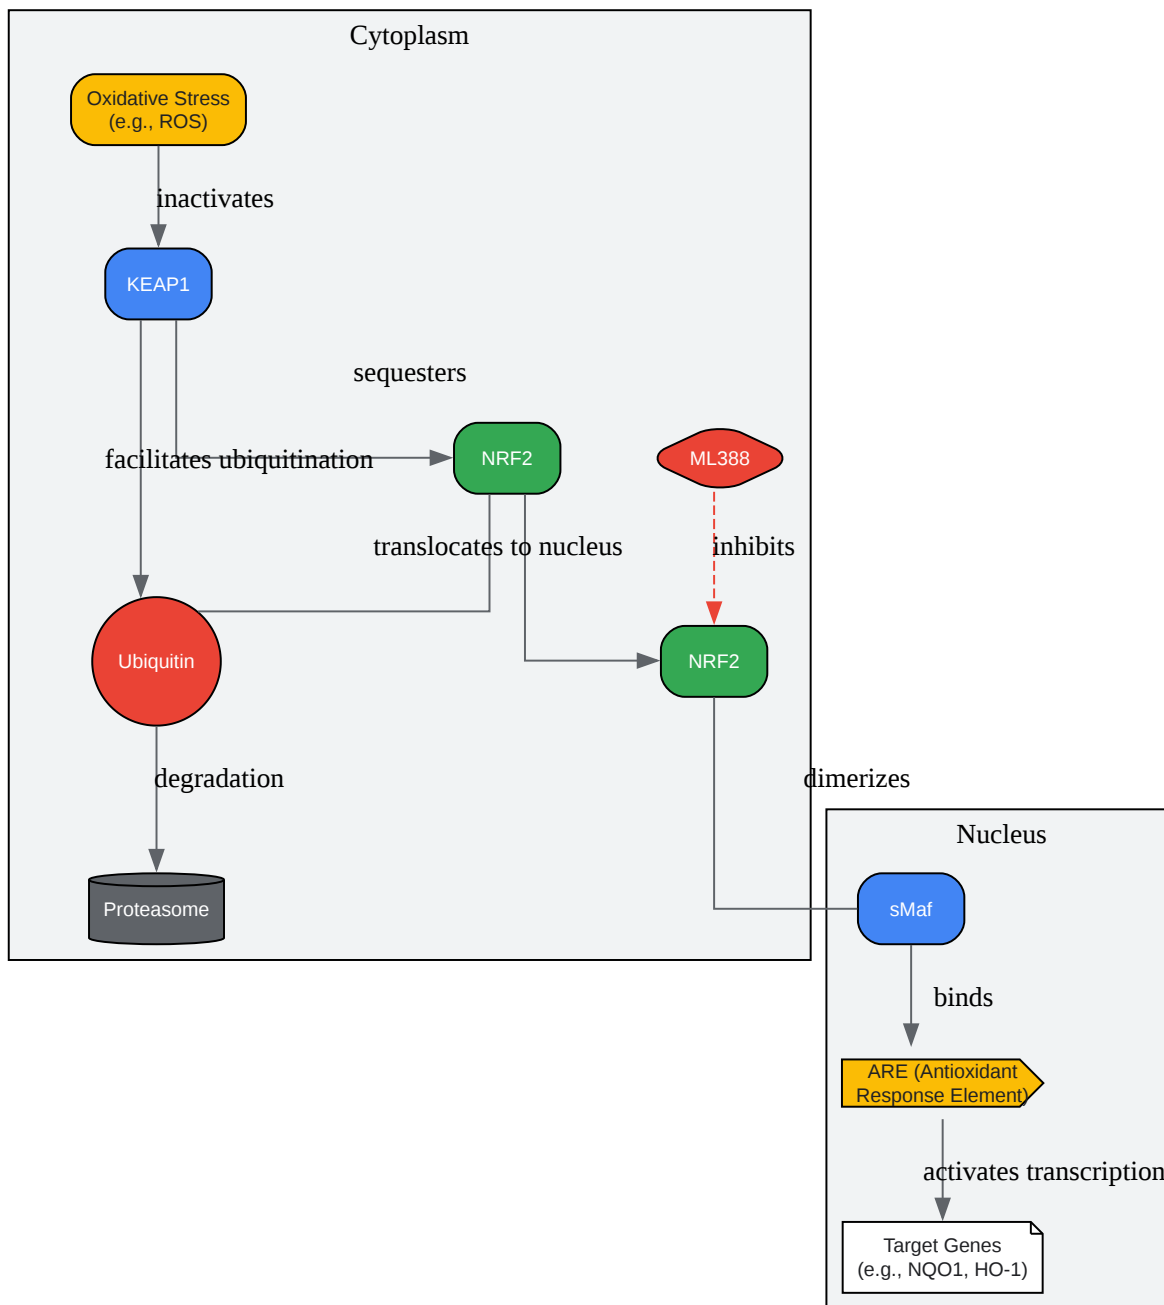 Cytoplasm
Oxidative Stress
(e.g., ROS)
inactivates
KEAP1
sequesters
facilitates ubiquitination
NRF2
ML388
translocates to nucleus
inhibits
Ubiquitin
NRF2
degradation
dimerizes
Proteasome
Nucleus
sMaf
binds
ARE (Antioxidant
Response Element)
activates transcription
Target Genes
(e.g., NQO1, HO-1)